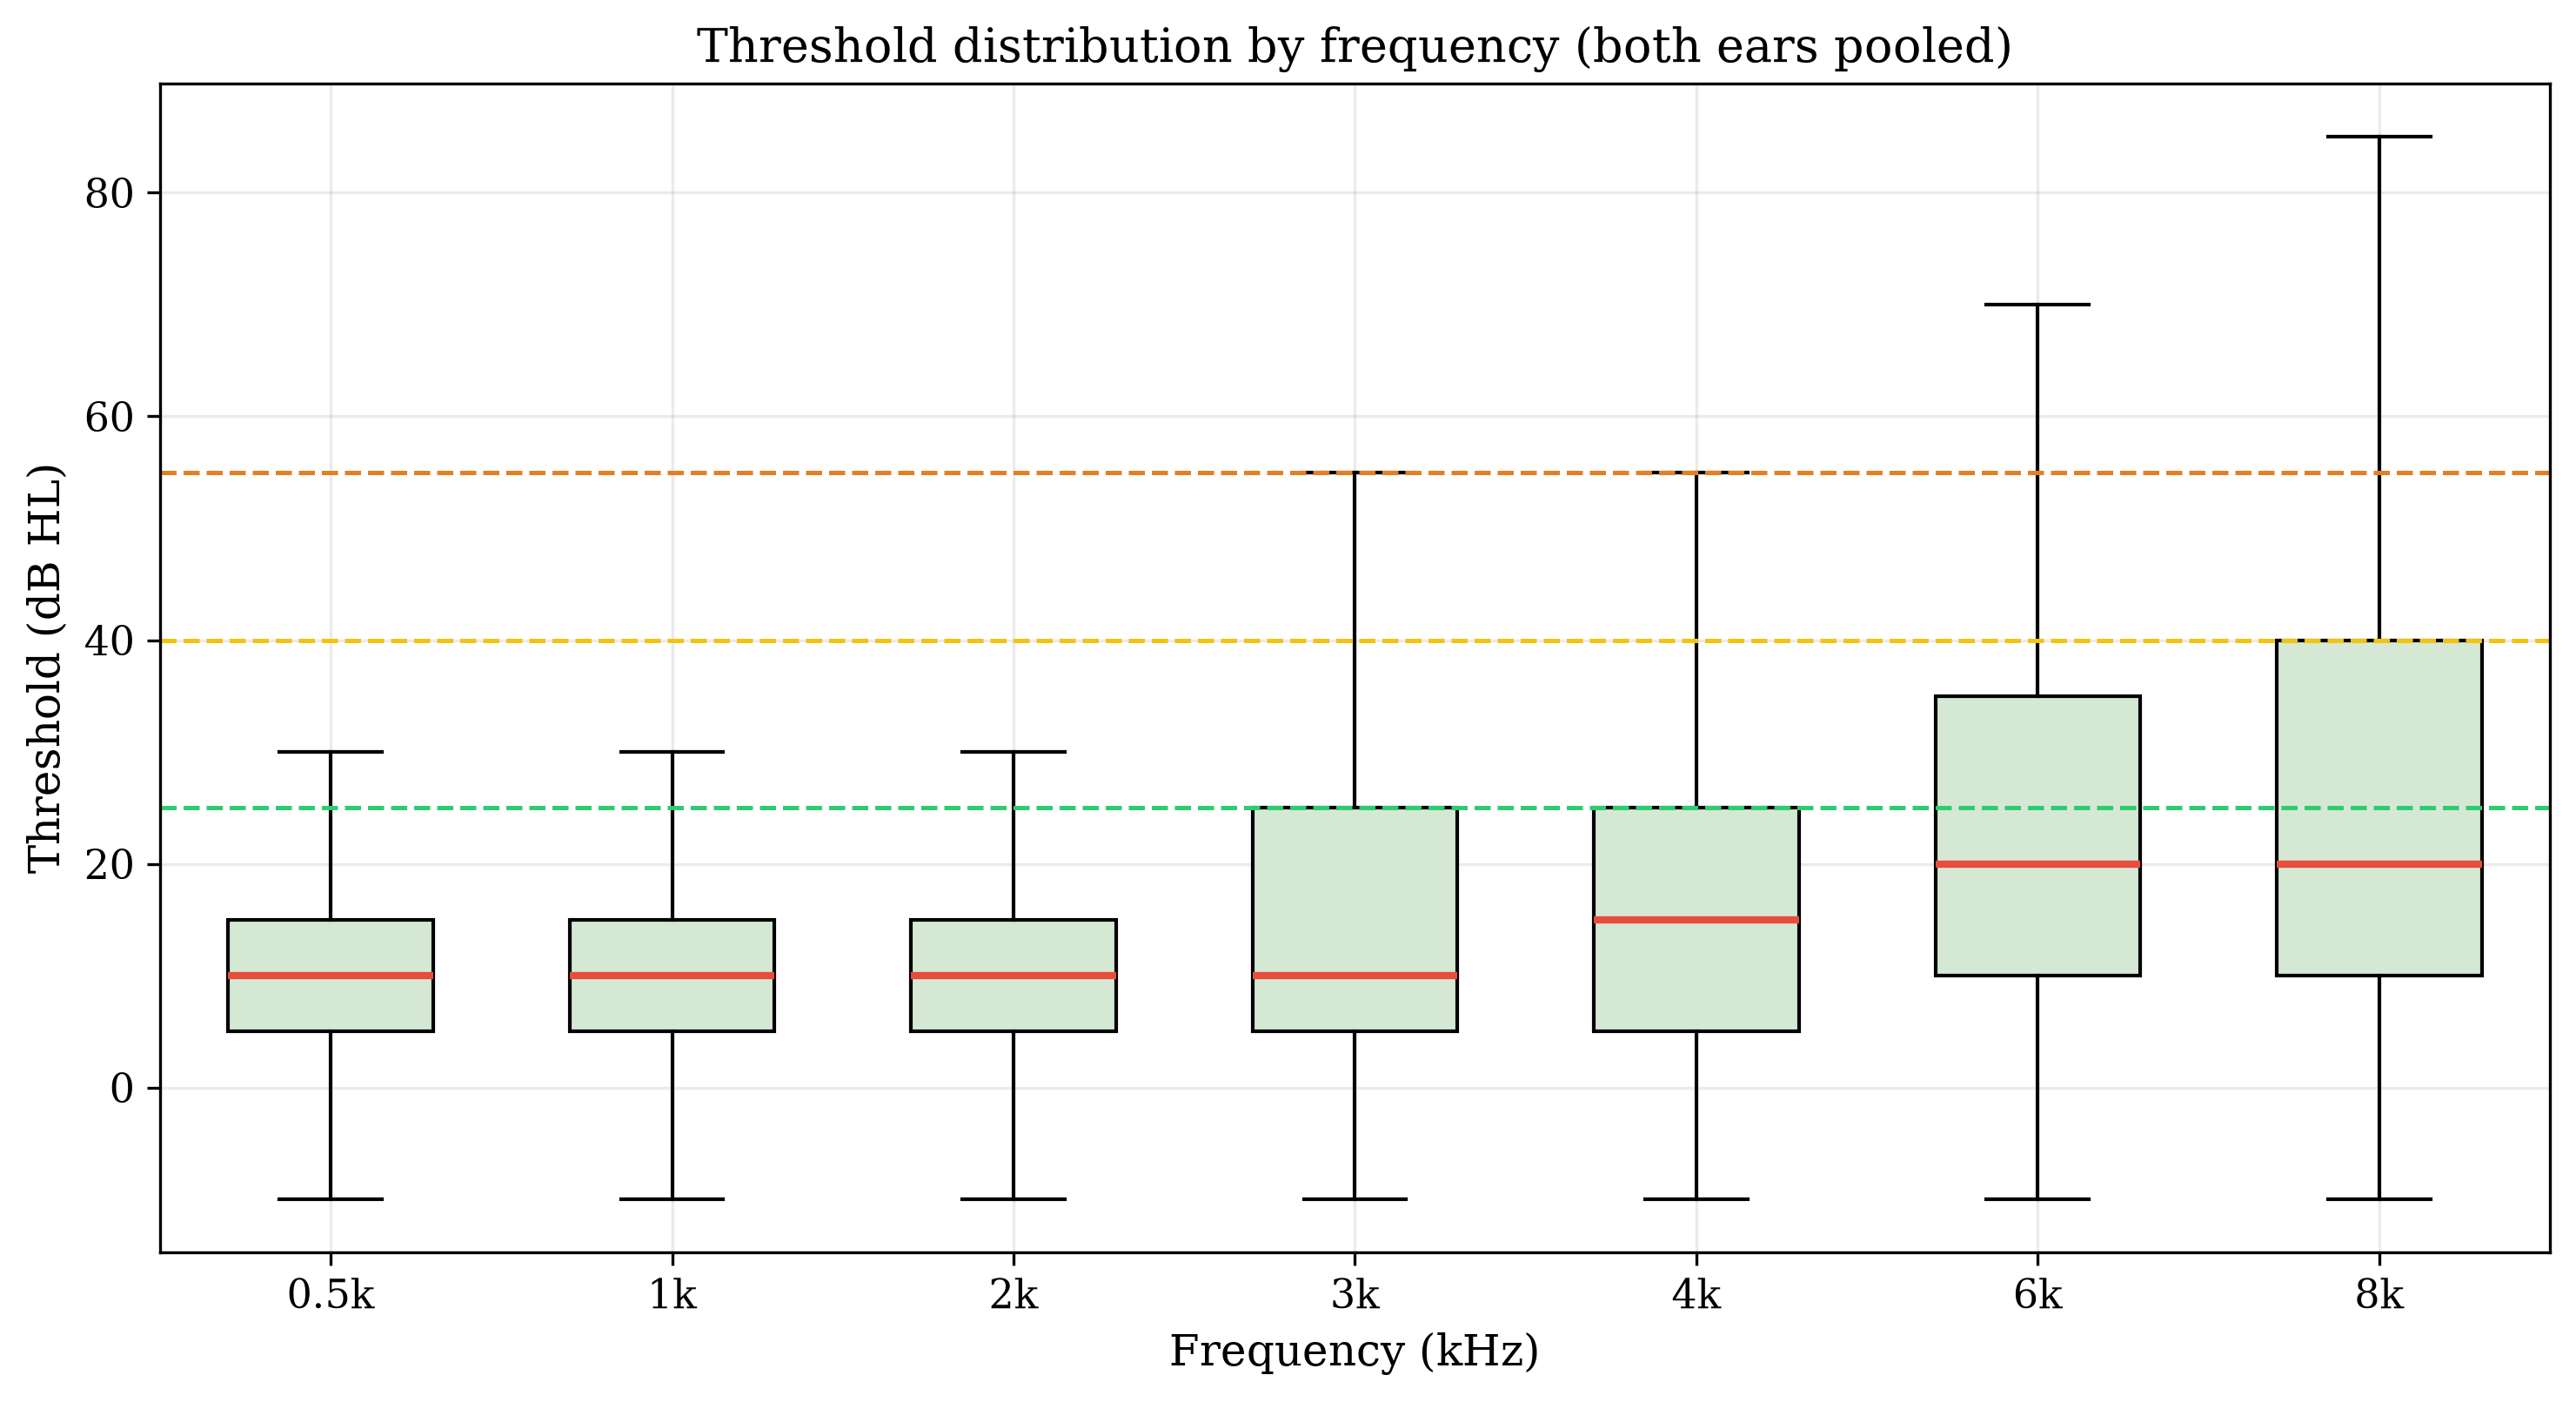 Threshold distribution by frequency (both ears pooled)
Threshold (dB HL)
80
60
40
20
0
0.5k 1k 2k 3k 4k 6k 8k
Frequency (kHz)